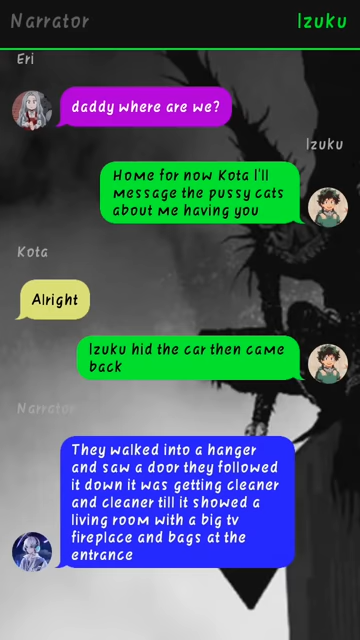 Narrator
Izuku
Eri
daddy where are we?
Izuku
Home for now Kota I'll
message the pussy cats
about me having you
Kota
Alright
Izuku hid the car then came
back
Narrator
They walked into a hanger
and saw a door they followed
it down it was getting cleaner
and cleaner till it showed a
living room with a big tv
fireplace and bags at the
entrance